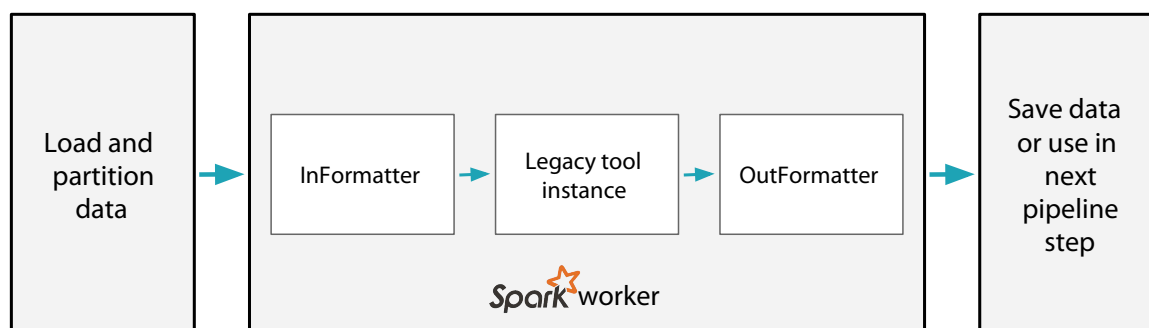 Load and
partition
data
InFormatter
Legacy tool
instance
OutFormatter
Spark worker
Save data
or use in
next
pipeline
step